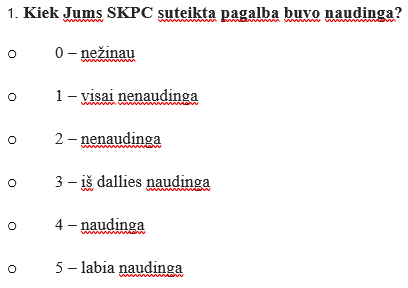 1. Kiek Jums SKPC suteikta pagalba buvo naudinga?
o 0 – nežinau
o 1 – visai nenaudinga
o 2 – nenaudinga
o 3 – iš dallies naudinga
o 4 – naudinga
o 5 – labia naudinga